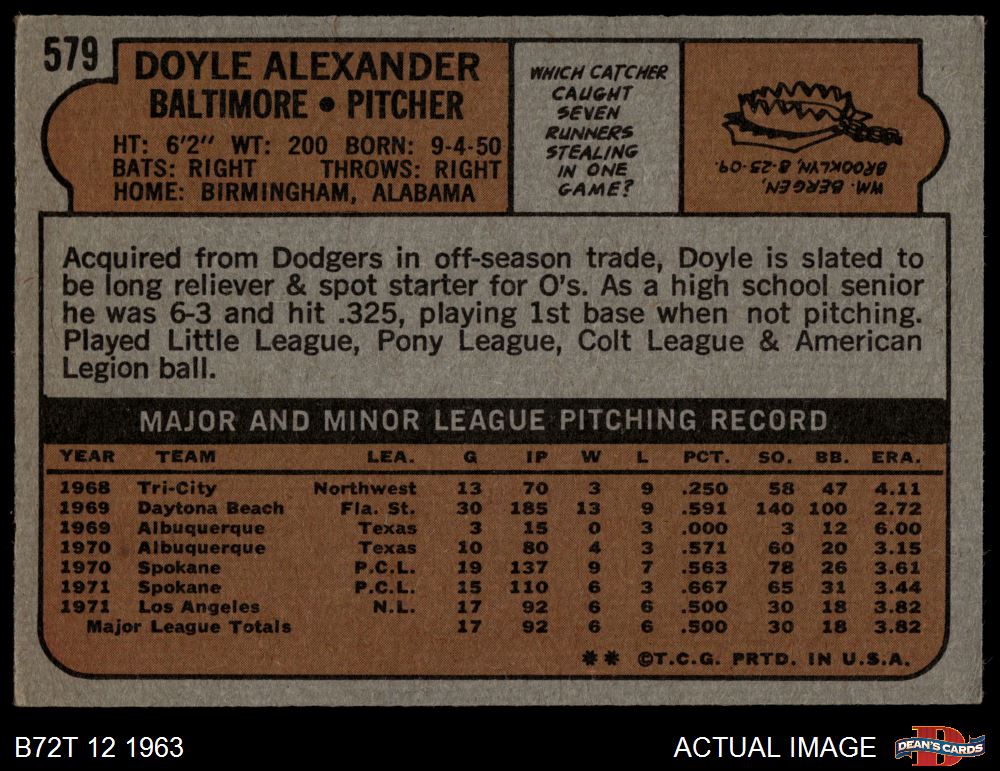 579
DOYLE ALEXANDER
BALTIMORE • PITCHER
HT: 6'2" WT: 200 BORN: 9-4-50
BATS: RIGHT THROWS: RIGHT
HOME: BIRMINGHAM, ALABAMA
WHICH CATCHER
CAUGHT
SEVEN
RUNNERS
STEALING
IN ONE
GAME?
WM. BERGEN,
BROOKLYN, 8-25-09.
Acquired from Dodgers in off-season trade, Doyle is slated to
be long reliever & spot starter for O's. As a high school senior
he was 6-3 and hit .325, playing 1st base when not pitching.
Played Little League, Pony League, Colt League & American
Legion ball.
MAJOR AND MINOR LEAGUE PITCHING RECORD
YEAR TEAM LEA. G IP W L PCT. SO. BB. ERA.
1968 Tri-City Northwest 13 70 3 9 .250 58 47 4.11
1969 Daytona Beach Fla. St. 30 185 13 9 .591 140 100 2.72
1969 Albuquerque Texas 3 15 0 3 .000 3 12 6.00
1970 Albuquerque Texas 10 80 4 3 .571 60 20 3.15
1970 Spokane P.C.L. 19 137 9 7 .563 78 26 3.61
1971 Spokane P.C.L. 15 110 6 3 .667 65 31 3.44
1971 Los Angeles N.L. 17 92 6 6 .500 30 18 3.82
Major League Totals 17 92 6 6 .500 30 18 3.82
** ©T.C.G. PRTD. IN U.S.A.
B72T 12 1963
ACTUAL IMAGE
D
DEAN'S CARDS